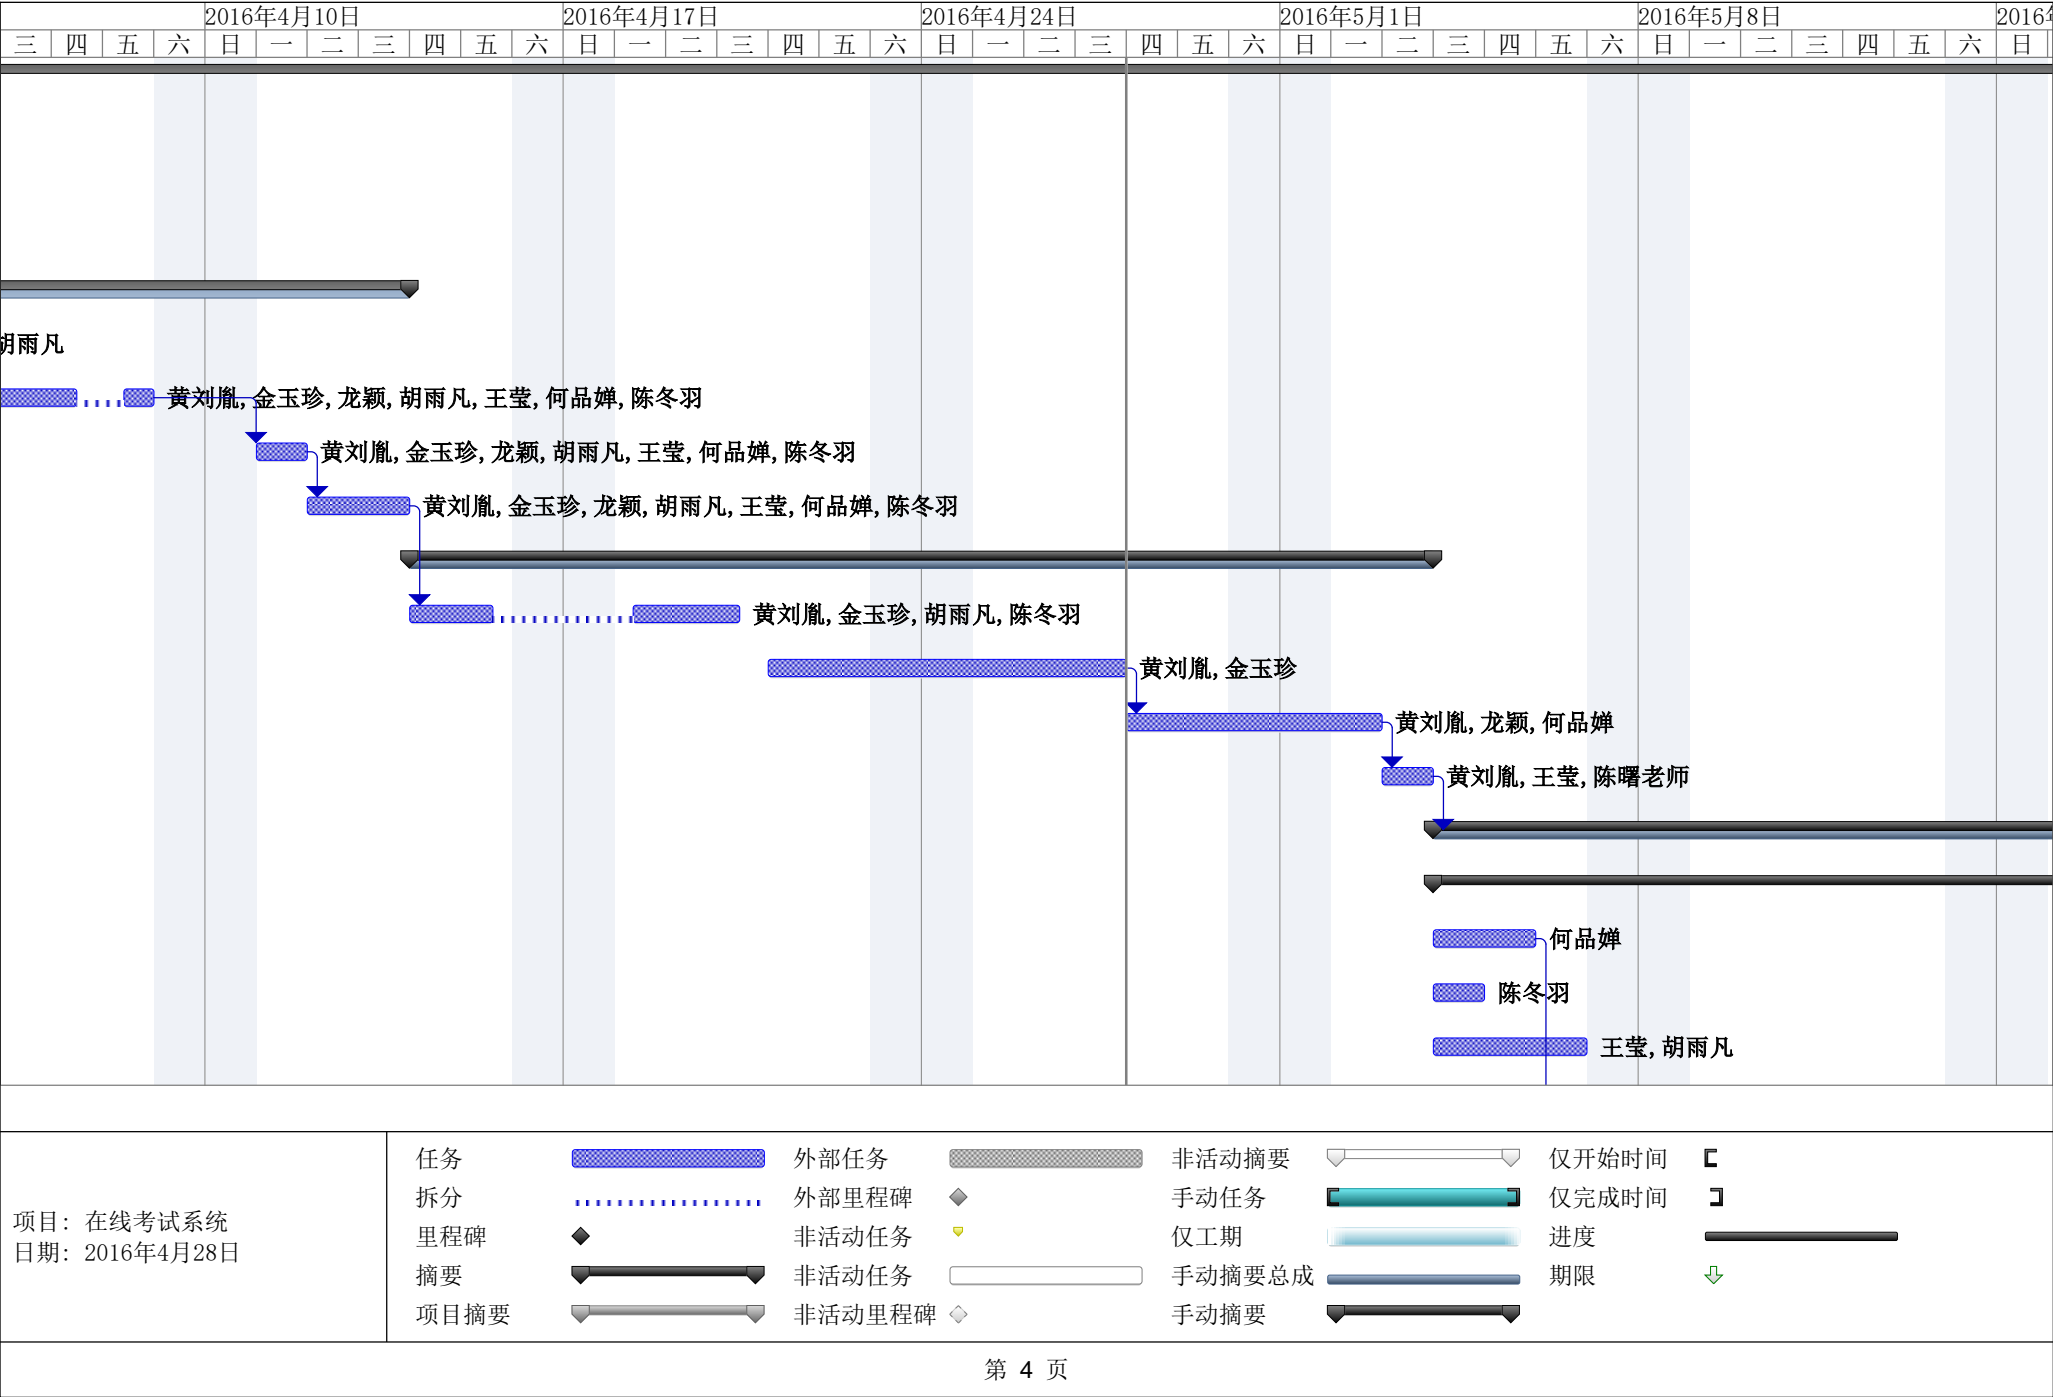 2016年4月10日 2016年4月17日 2016年4月24日 2016年5月1日 2016年5月8日 2016年
三 四 五 六 日 一 二 三 四 五 六 日 一 二 三 四 五 六 日 一 二 三 四 五 六 日 一 二 三 四 五 六 日 一 二 三 四 五 六 日
胡雨凡
黄刘胤,金玉珍,龙颖,胡雨凡,王莹,何品婵,陈冬羽
黄刘胤,金玉珍,龙颖,胡雨凡,王莹,何品婵,陈冬羽
黄刘胤,金玉珍,龙颖,胡雨凡,王莹,何品婵,陈冬羽
黄刘胤,金玉珍,胡雨凡,陈冬羽
黄刘胤,金玉珍
黄刘胤,龙颖,何品婵
黄刘胤,王莹,陈曙老师
何品婵
陈冬羽
王莹,胡雨凡
项目: 在线考试系统
日期: 2016年4月28日
任务 外部任务 非活动摘要 仅开始时间
拆分 外部里程碑 手动任务 仅完成时间
里程碑 非活动任务 仅工期 进度
摘要 非活动任务 手动摘要总成 期限
项目摘要 非活动里程碑 手动摘要
第 4 页